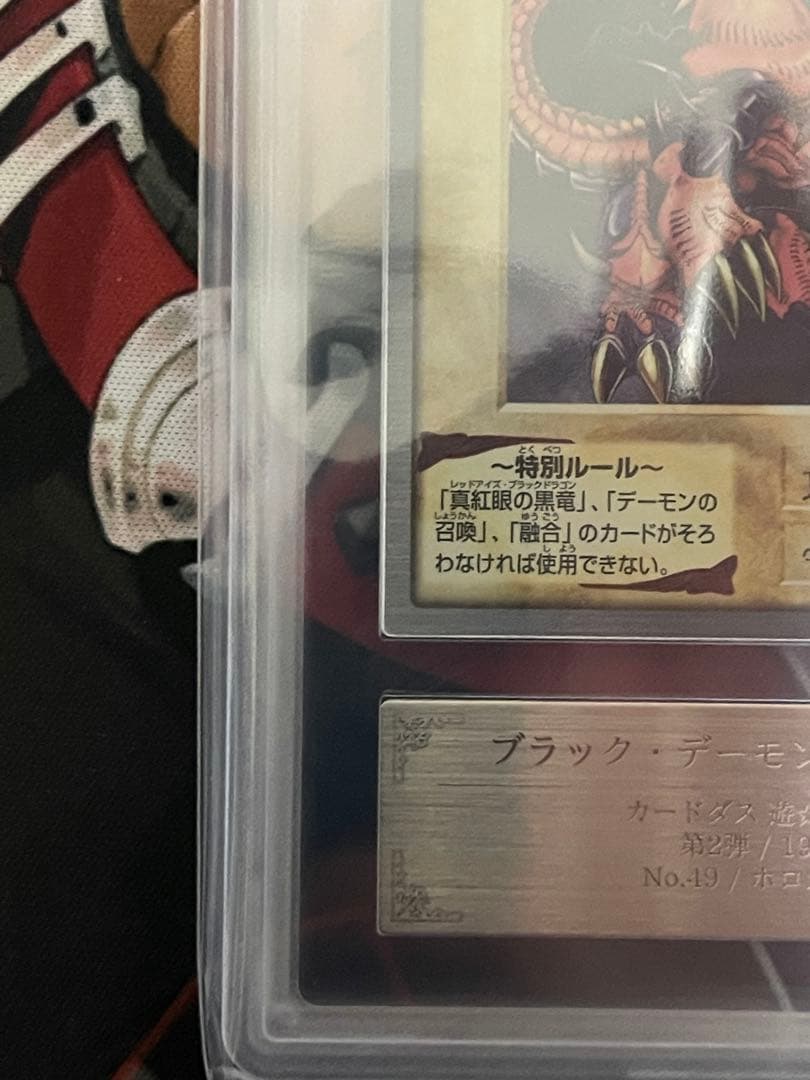 ～特別ルール～
「真紅眼の黒竜」、「デーモンの
召喚」、「融合」のカードがそろ
わなければ使用できない。
ブラック・デーモン
カードダス 遊
第2弾 / 19
No.49 / ホロ